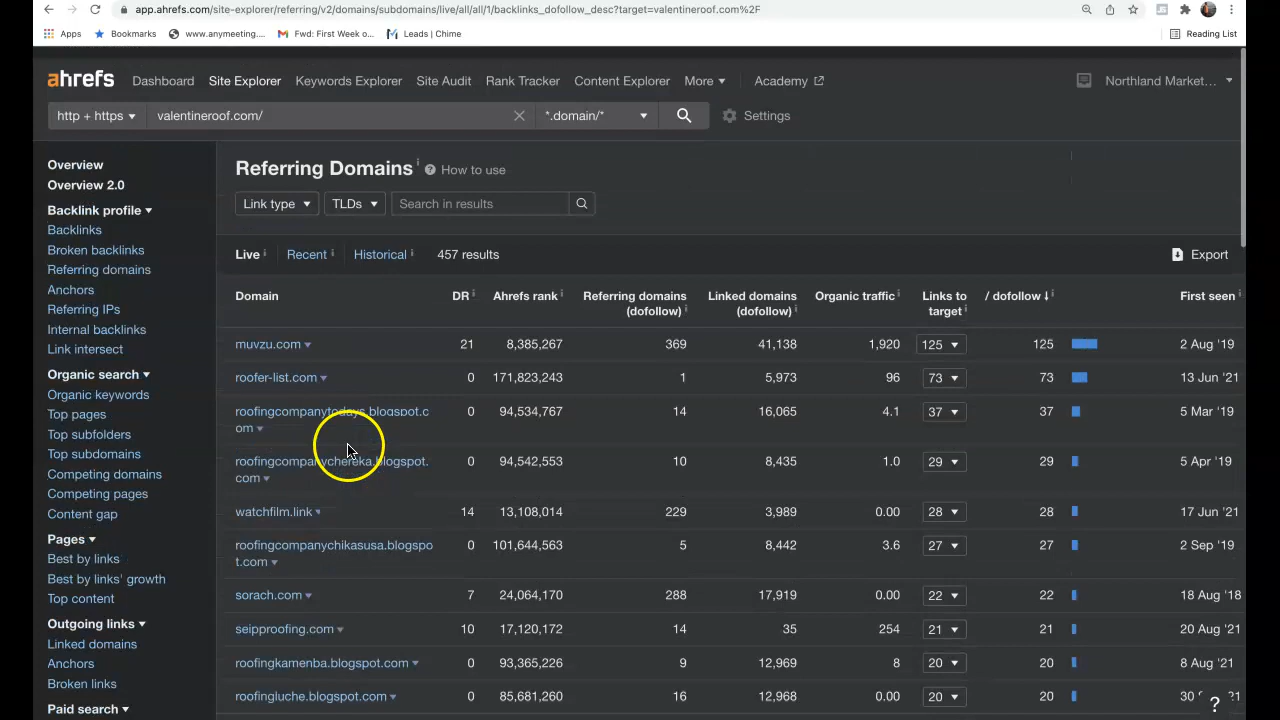 app.ahrefs.com/site-explorer/referring/v2/domains/subdomains/live/all/all/1/backlinks_dofollow_desc?target=valentineroof.com%2F
Apps Bookmarks www.anymeeting.... Fwd: First Week o... Leads | Chime Reading List
ahrefs Dashboard Site Explorer Keywords Explorer Site Audit Rank Tracker Content Explorer More Academy Northland Market...
http + https valentineroof.com/ *.domain/* Settings
Overview
Overview 2.0
Backlink profile
Backlinks
Broken backlinks
Referring domains
Anchors
Referring IPs
Internal backlinks
Link intersect
Organic search
Organic keywords
Top pages
Top subfolders
Top subdomains
Competing domains
Competing pages
Content gap
Pages
Best by links
Best by links' growth
Top content
Outgoing links
Linked domains
Anchors
Broken links
Paid search
Referring Domains i ? How to use
Link type TLDs Search in results
Live i Recent i Historical i 457 results Export
Domain DR i Ahrefs rank i Referring domains (dofollow) i Linked domains (dofollow) i Organic traffic i Links to target i / dofollow ↓ i First seen i
muvzu.com 21 8,385,267 369 41,138 1,920 125 125 2 Aug '19
roofer-list.com 0 171,823,243 1 5,973 96 73 73 13 Jun '21
roofingcompanytodays.blogspot.c
om 0 94,534,767 14 16,065 4.1 37 37 5 Mar '19
roofingcompanychereka.blogspot.
com 0 94,542,553 10 8,435 1.0 29 29 5 Apr '19
watchfilm.link 14 13,108,014 229 3,989 0.00 28 28 17 Jun '21
roofingcompanychikasusa.blogspo
t.com 0 101,644,563 5 8,442 3.6 27 27 2 Sep '19
sorach.com 7 24,064,170 288 17,919 0.00 22 22 18 Aug '18
seipproofing.com 10 17,120,172 14 35 254 21 21 20 Aug '21
roofingkamenba.blogspot.com 0 93,365,226 9 12,969 8 20 20 8 Aug '21
roofingluche.blogspot.com 0 85,681,260 16 12,968 0.00 20 20 30 '21
?